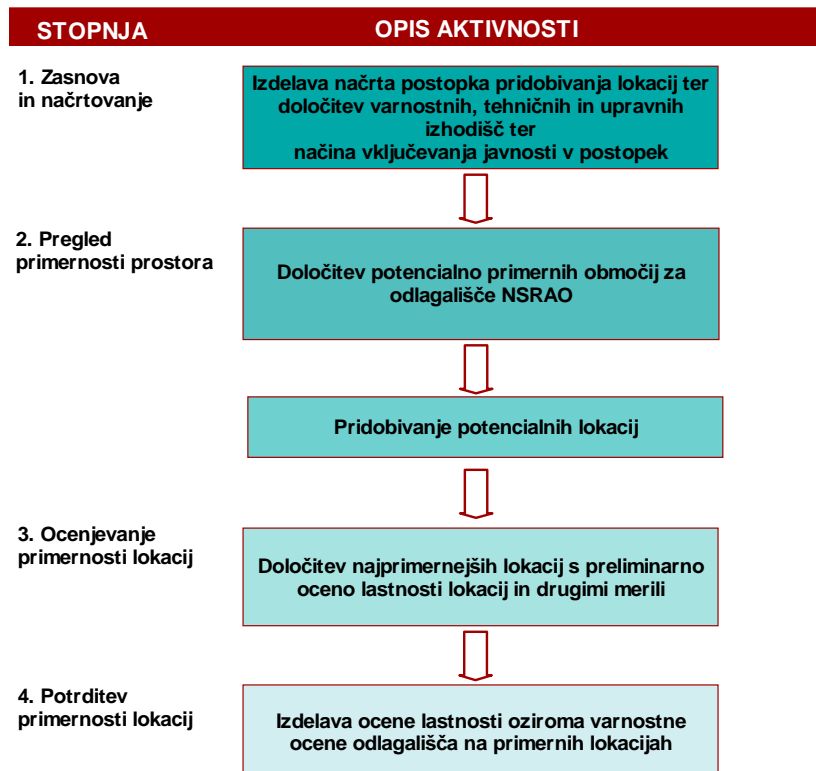 STOPNJA
OPIS AKTIVNOSTI
1. Zasnova
in načrtovanje
Izdelava načrta postopka pridobivanja lokacij ter
določitev varnostnih, tehničnih in upravnih
izhodišč ter
načina vključevanja javnosti v postopek
2. Pregled
primernosti prostora
Določitev potencialno primernih območij za
odlagališče NSRAO
Pridobivanje potencialnih lokacij
3. Ocenjevanje
primernosti lokacij
Določitev najprimernejših lokacij s preliminarno
oceno lastnosti lokacij in drugimi merili
4. Potrditev
primernosti lokacij
Izdelava ocene lastnosti oziroma varnostne
ocene odlagališča na primernih lokacijah